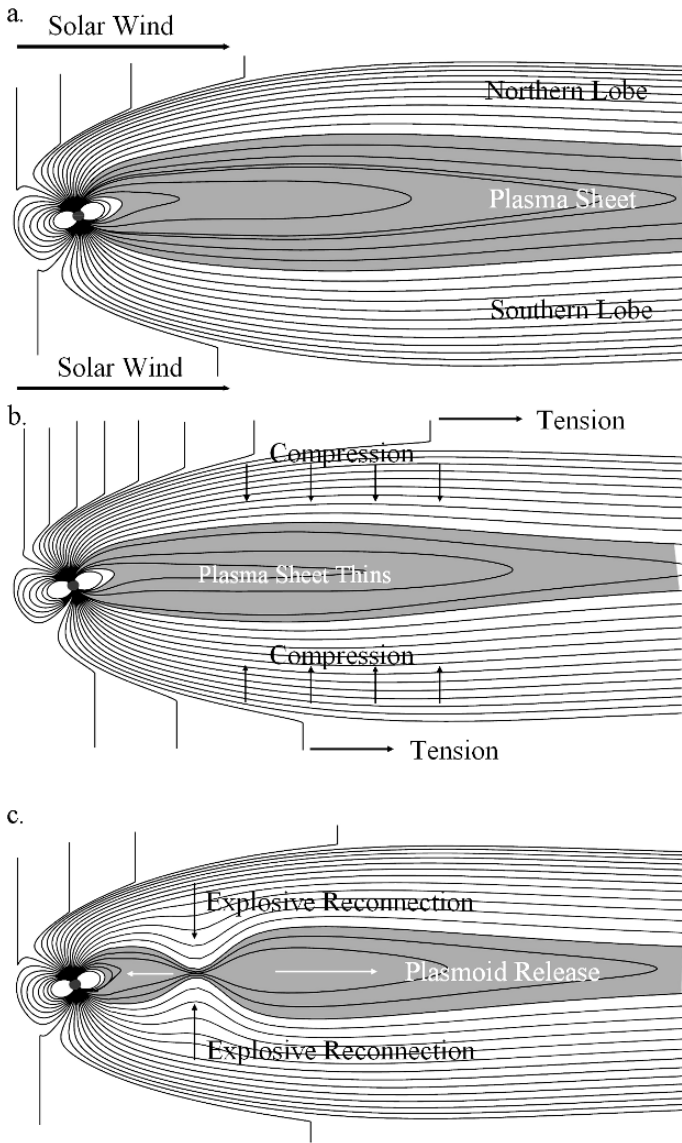 a.
Solar Wind
Northern Lobe
Plasma Sheet
Southern Lobe
Solar Wind
b.
Tension
Compression
Plasma Sheet Thins
Compression
Tension
c.
Explosive Reconnection
Plasmoid Release
Explosive Reconnection